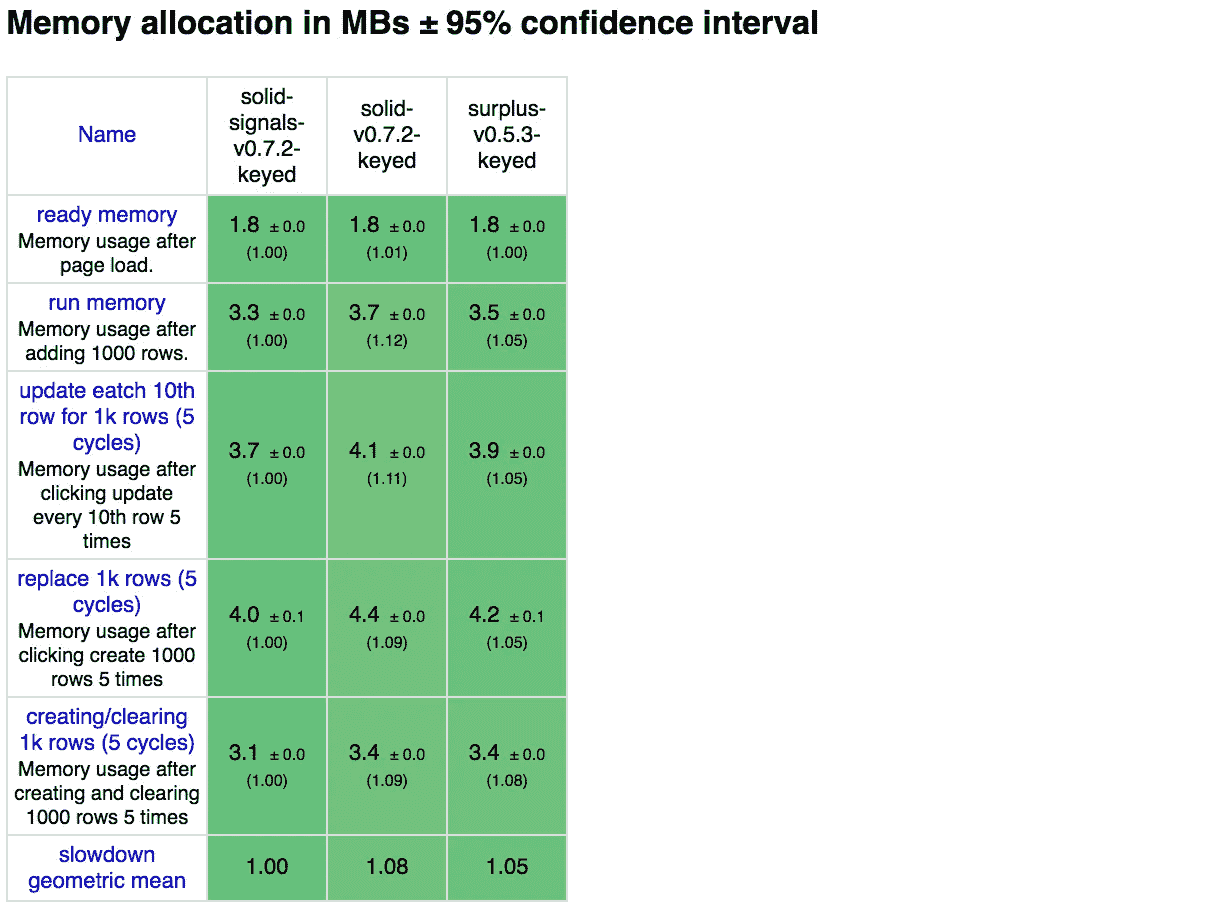 Memory allocation in MBs ± 95% confidence interval
Name
solid-
signals-
v0.7.2-
keyed
solid-
v0.7.2-
keyed
surplus-
v0.5.3-
keyed
ready memory
Memory usage after
page load.
1.8 ± 0.0
(1.00)
1.8 ± 0.0
(1.01)
1.8 ± 0.0
(1.00)
run memory
Memory usage after
adding 1000 rows.
3.3 ± 0.0
(1.00)
3.7 ± 0.0
(1.12)
3.5 ± 0.0
(1.05)
update eatch 10th
row for 1k rows (5
cycles)
Memory usage after
clicking update
every 10th row 5
times
3.7 ± 0.0
(1.00)
4.1 ± 0.0
(1.11)
3.9 ± 0.0
(1.05)
replace 1k rows (5
cycles)
Memory usage after
clicking create 1000
rows 5 times
4.0 ± 0.1
(1.00)
4.4 ± 0.0
(1.09)
4.2 ± 0.1
(1.05)
creating/clearing
1k rows (5 cycles)
Memory usage after
creating and clearing
1000 rows 5 times
3.1 ± 0.0
(1.00)
3.4 ± 0.0
(1.09)
3.4 ± 0.0
(1.08)
slowdown
geometric mean
1.00
1.08
1.05